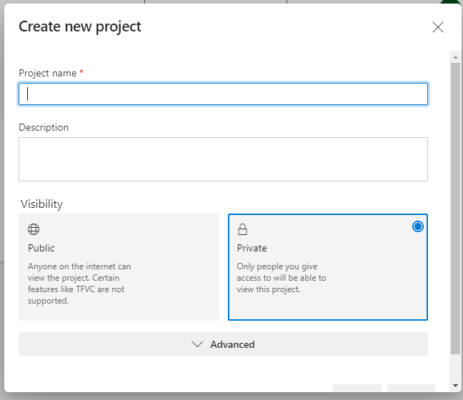 Create new project
Project name *
Description
Visibility
Public
Anyone on the internet can
view the project. Certain
features like TFVC are not
supported.
Private
Only people you give
access to will be able to
view this project.
Advanced